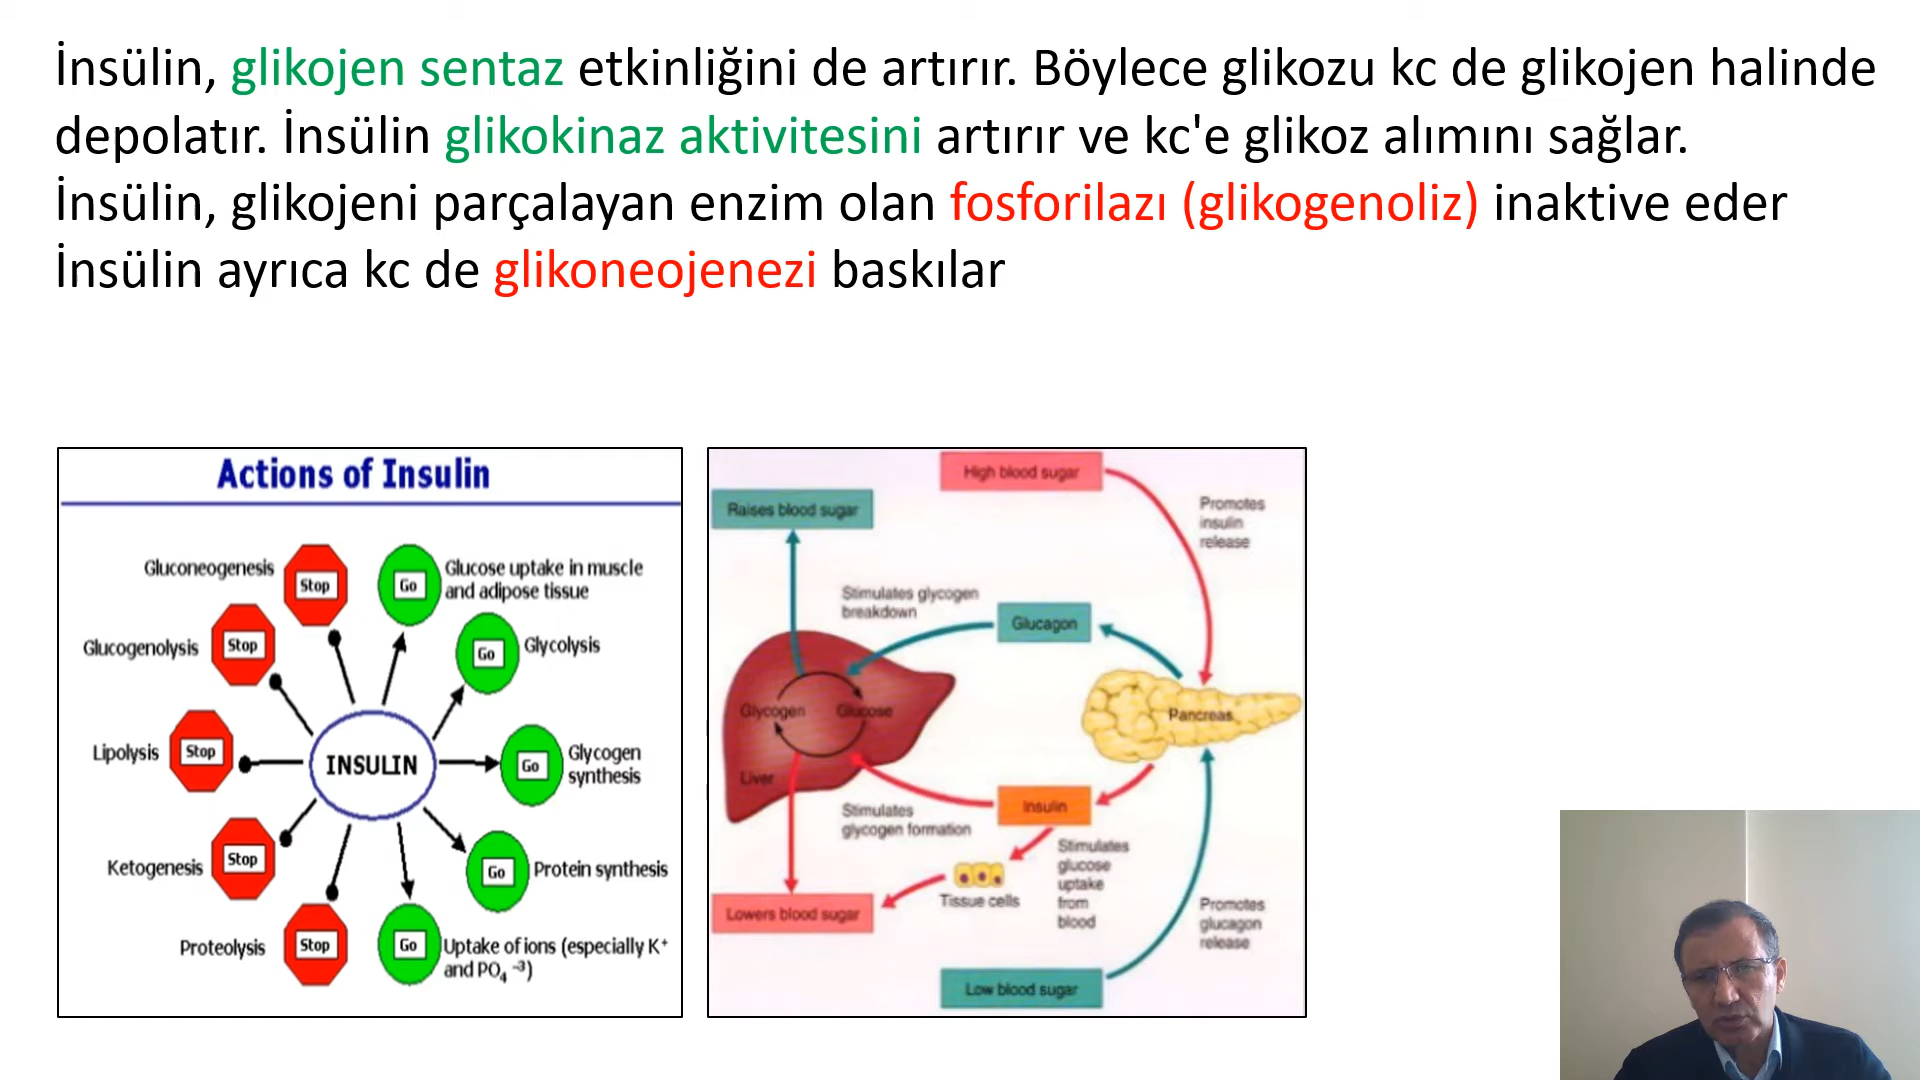 İnsülin, glikojen sentaz etkinliğini de artırır. Böylece glikozu kc de glikojen halinde
depolatır. İnsülin glikokinaz aktivitesini artırır ve kc'e glikoz alımını sağlar.
İnsülin, glikojeni parçalayan enzim olan fosforilazı (glikogenoliz) inaktive eder
İnsülin ayrıca kc de glikoneojenezi baskılar
Actions of Insulin
Gluconeogenesis
Stop
Go
Glucose uptake in muscle
and adipose tissue
Glucogenolysis
Stop
Go
Glycolysis
Lipolysis
Stop
INSULIN
Go
Glycogen
synthesis
Ketogenesis
Stop
Go
Protein synthesis
Proteolysis
Stop
Go
Uptake of ions (especially K⁺
and PO₄ ⁻³)
High blood sugar
Raises blood sugar
Promotes
insulin
release
Stimulates glycogen
breakdown
Glucagon
Glycogen
Glucose
Pancreas
Liver
Stimulates
glycogen formation
Insulin
Stimulates
glucose
uptake
from
blood
Tissue cells
Lowers blood sugar
Promotes
glucagon
release
Low blood sugar